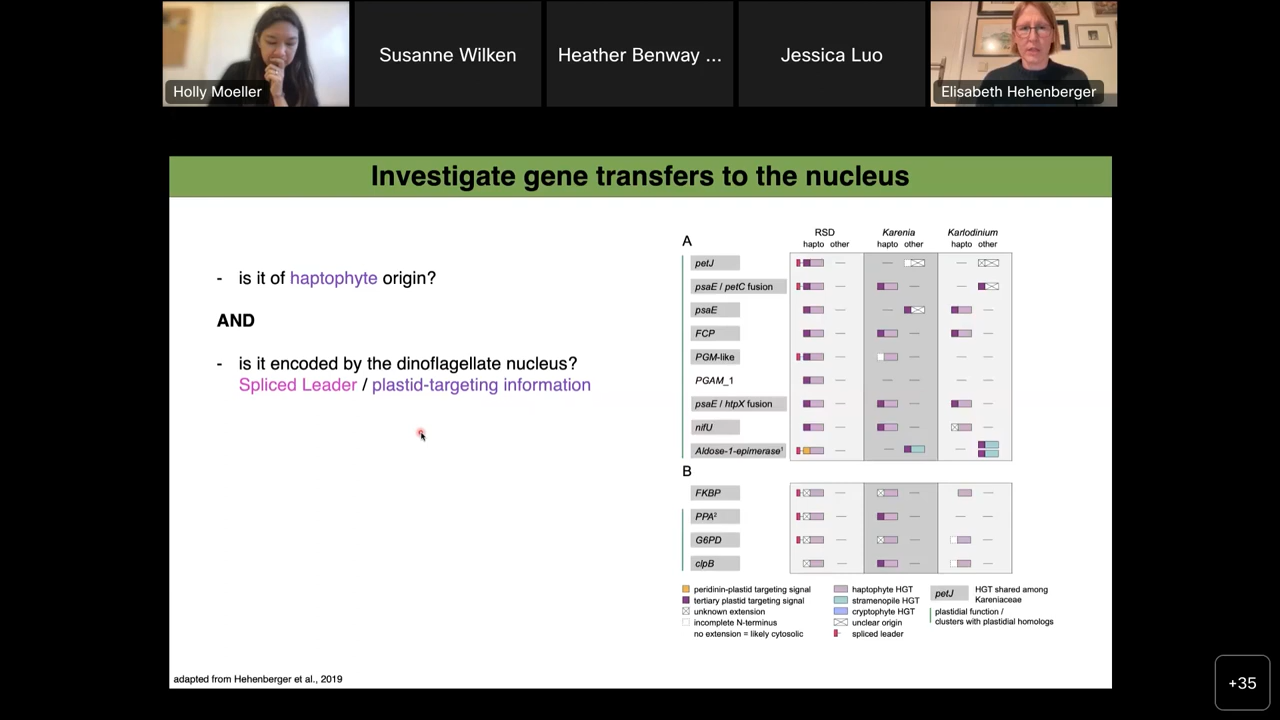 Holly Moeller
Susanne Wilken
Heather Benway ...
Jessica Luo
Elisabeth Hehenberger
Investigate gene transfers to the nucleus
- is it of haptophyte origin?
AND
- is it encoded by the dinoflagellate nucleus?
Spliced Leader / plastid-targeting information
A
RSD
Karenia
Karlodinium
hapto other
hapto other
hapto other
petJ
psaE / petC fusion
psaE
FCP
PGM-like
PGAM_1
psaE / htpX fusion
nifU
Aldose-1-epimerase¹
B
FKBP
PPA²
G6PD
clpB
peridinin-plastid targeting signal
tertiary plastid targeting signal
unknown extension
incomplete N-terminus
no extension = likely cytosolic
haptophyte HGT
stramenopile HGT
cryptophyte HGT
unclear origin
spliced leader
petJ
HGT shared among
Kareniaceae
plastidial function /
clusters with plastidial homologs
adapted from Hehenberger et al., 2019
+35